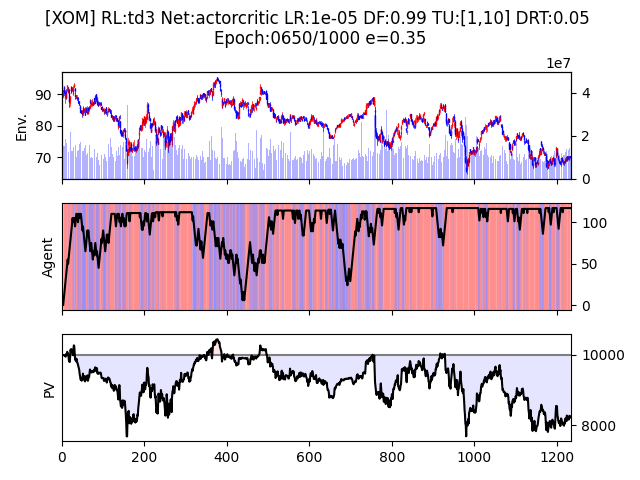 [XOM] RL:td3 Net:actorcritic LR:1e-05 DF:0.99 TU:[1,10] DRT:0.05
Epoch:0650/1000 e=0.35
1e7
Env.
90
80
70
4
2
0
Agent
100
50
0
PV
10000
8000
0 200 400 600 800 1000 1200